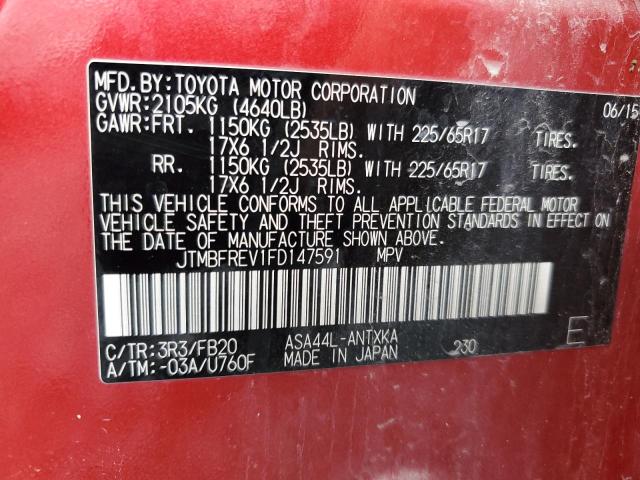 MFD.BY:TOYOTA MOTOR CORPORATION 06/15
GVWR:2105KG (4640LB)
GAWR:FRT. 1150KG (2535LB) WITH 225/65R17 TIRES.
17X6 1/2J RIMS.
RR. 1150KG (2535LB) WITH 225/65R17 TIRES.
17X6 1/2J RIMS.
THIS VEHICLE CONFORMS TO ALL APPLICABLE FEDERAL MOTOR
VEHICLE SAFETY AND THEFT PREVENTION STANDARDS IN EFFECT ON
THE DATE OF MANUFACTURE SHOWN ABOVE.
JTMBFREV1FD147591 MPV
C/TR:3R3/FB20 ASA44L-ANTXKA 230 E
A/TM:-03A/U760F MADE IN JAPAN